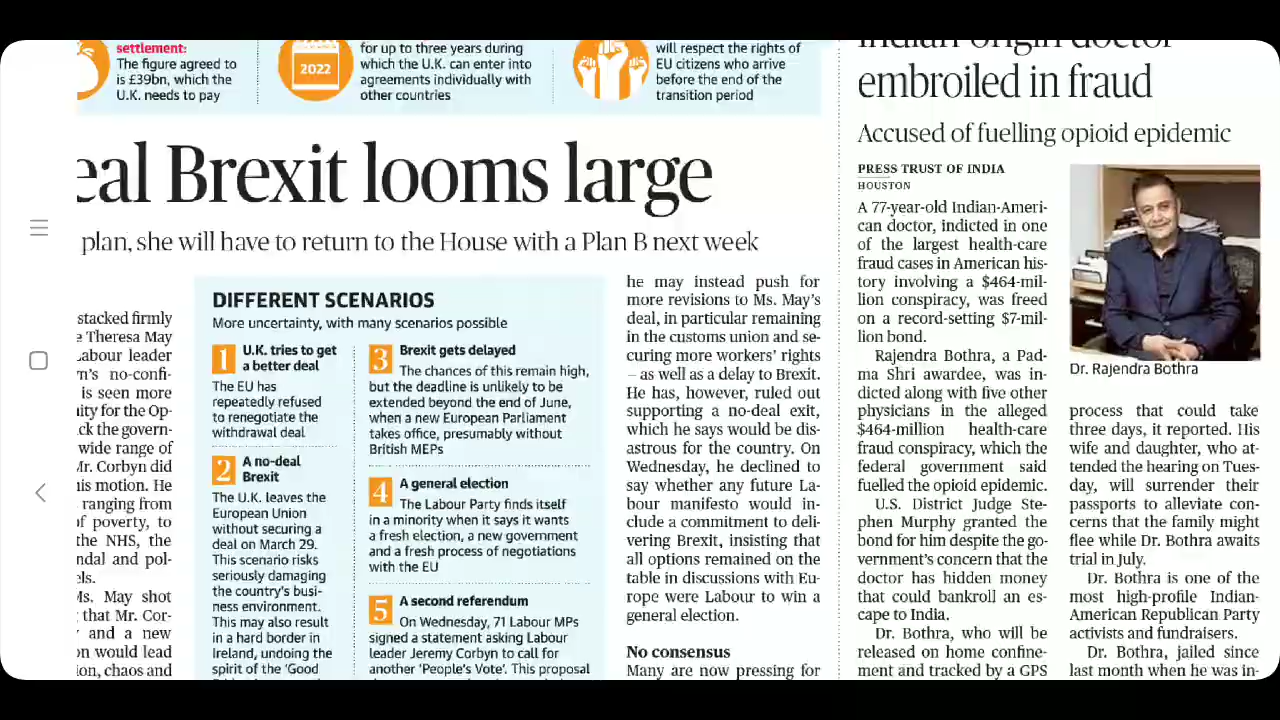 settlement:
The figure agreed to
is £39bn, which the
U.K. needs to pay
2022
for up to three years during
which the U.K. can enter into
agreements individually with
other countries
will respect the rights of
EU citizens who arrive
before the end of the
transition period
eal Brexit looms large
plan, she will have to return to the House with a Plan B next week
stacked firmly
e Theresa May
Labour leader
n's no-confi-
is seen more
ity for the Op-
ck the govern-
wide range of
Mr. Corbyn did
is motion. He
ranging from
of poverty, to
the NHS, the
ndal and pol-
els.
Ms. May shot
that Mr. Cor-
and a new
on would lead
ion, chaos and
DIFFERENT SCENARIOS
More uncertainty, with many scenarios possible
1 U.K. tries to get
a better deal
The EU has
repeatedly refused
to renegotiate the
withdrawal deal
2 A no-deal
Brexit
The U.K. leaves the
European Union
without securing a
deal on March 29.
This scenario risks
seriously damaging
the country's busi-
ness environment.
This may also result
in a hard border in
Ireland, undoing the
spirit of the 'Good
3 Brexit gets delayed
The chances of this remain high,
but the deadline is unlikely to be
extended beyond the end of June,
when a new European Parliament
takes office, presumably without
British MEPs
4 A general election
The Labour Party finds itself
in a minority when it says it wants
a fresh election, a new government
and a fresh process of negotiations
with the EU
5 A second referendum
On Wednesday, 71 Labour MPs
signed a statement asking Labour
leader Jeremy Corbyn to call for
another 'People's Vote'. This proposal
he may instead push for
more revisions to Ms. May's
deal, in particular remaining
in the customs union and se-
curing more workers' rights
– as well as a delay to Brexit.
He has, however, ruled out
supporting a no-deal exit,
which he says would be dis-
astrous for the country. On
Wednesday, he declined to
say whether any future La-
bour manifesto would in-
clude a commitment to deli-
vering Brexit, insisting that
all options remained on the
table in discussions with Eu-
rope were Labour to win a
general election.
No consensus
Many are now pressing for
Indian-origin doctor
embroiled in fraud
Accused of fuelling opioid epidemic
PRESS TRUST OF INDIA
HOUSTON
A 77-year-old Indian-Ameri-
can doctor, indicted in one
of the largest health-care
fraud cases in American his-
tory involving a $464-mil-
lion conspiracy, was freed
on a record-setting $7-mil-
lion bond.
Rajendra Bothra, a Pad-
ma Shri awardee, was in-
dicted along with five other
physicians in the alleged
$464-million health-care
fraud conspiracy, which the
federal government said
fuelled the opioid epidemic.
U.S. District Judge Ste-
phen Murphy granted the
bond for him despite the go-
vernment's concern that the
doctor has hidden money
that could bankroll an es-
cape to India.
Dr. Bothra, who will be
released on home confine-
ment and tracked by a GPS
Dr. Rajendra Bothra
process that could take
three days, it reported. His
wife and daughter, who at-
tended the hearing on Tues-
day, will surrender their
passports to alleviate con-
cerns that the family might
flee while Dr. Bothra awaits
trial in July.
Dr. Bothra is one of the
most high-profile Indian-
American Republican Party
activists and fundraisers.
Dr. Bothra, jailed since
last month when he was in-